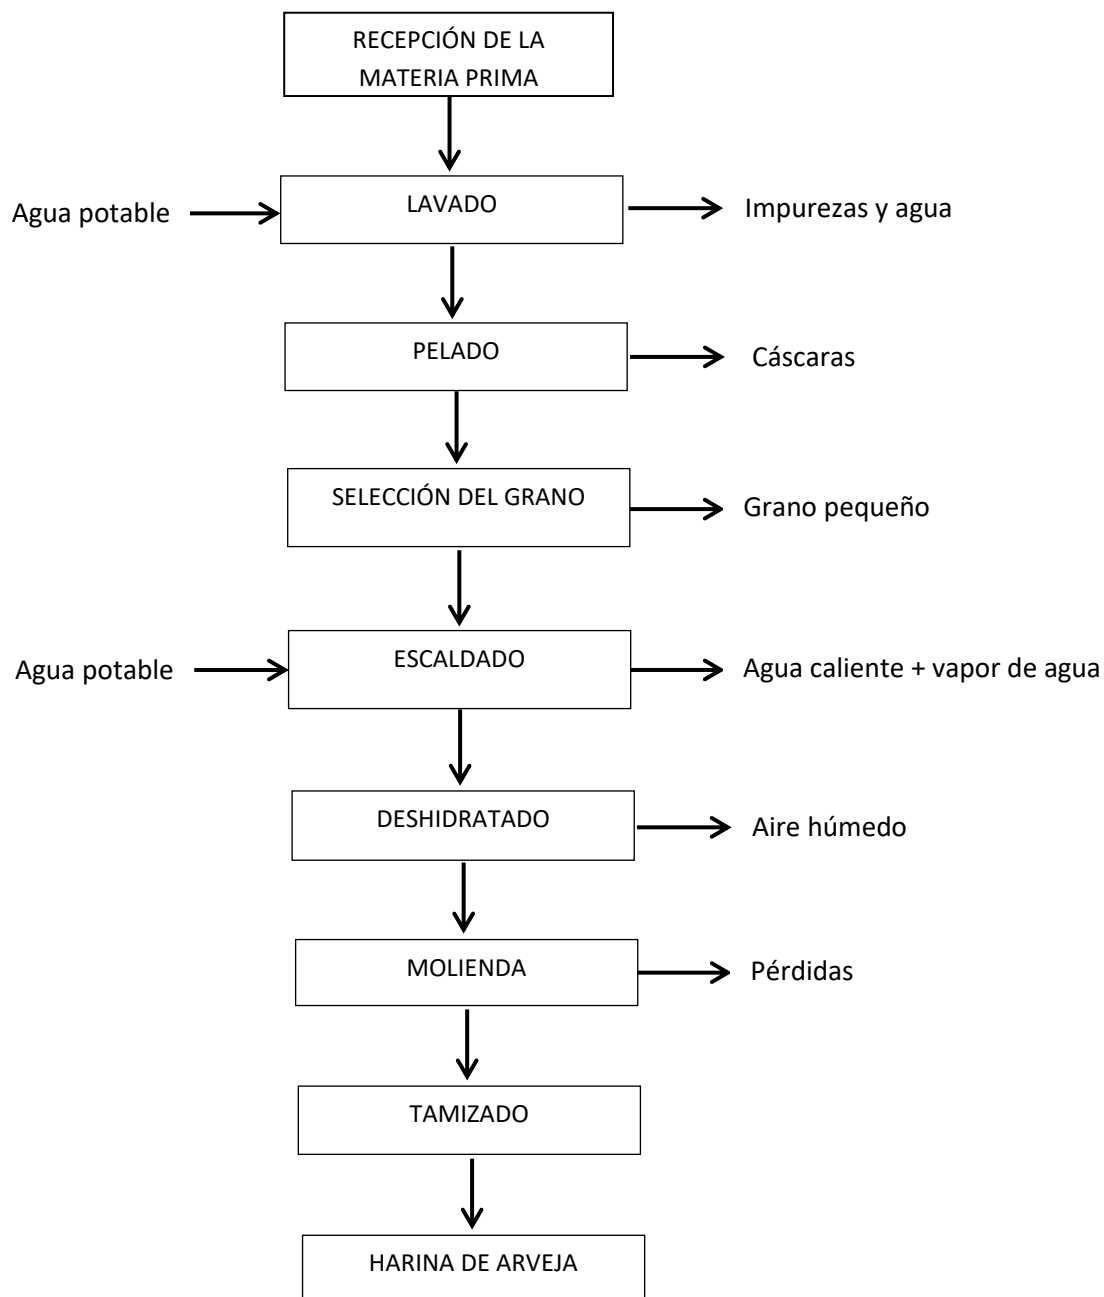 RECEPCIÓN DE LA
MATERIA PRIMA
Agua potable
LAVADO
Impurezas y agua
PELADO
Cáscaras
SELECCIÓN DEL GRANO
Grano pequeño
Agua potable
ESCALDADO
Agua caliente + vapor de agua
DESHIDRATADO
Aire húmedo
MOLIENDA
Pérdidas
TAMIZADO
HARINA DE ARVEJA